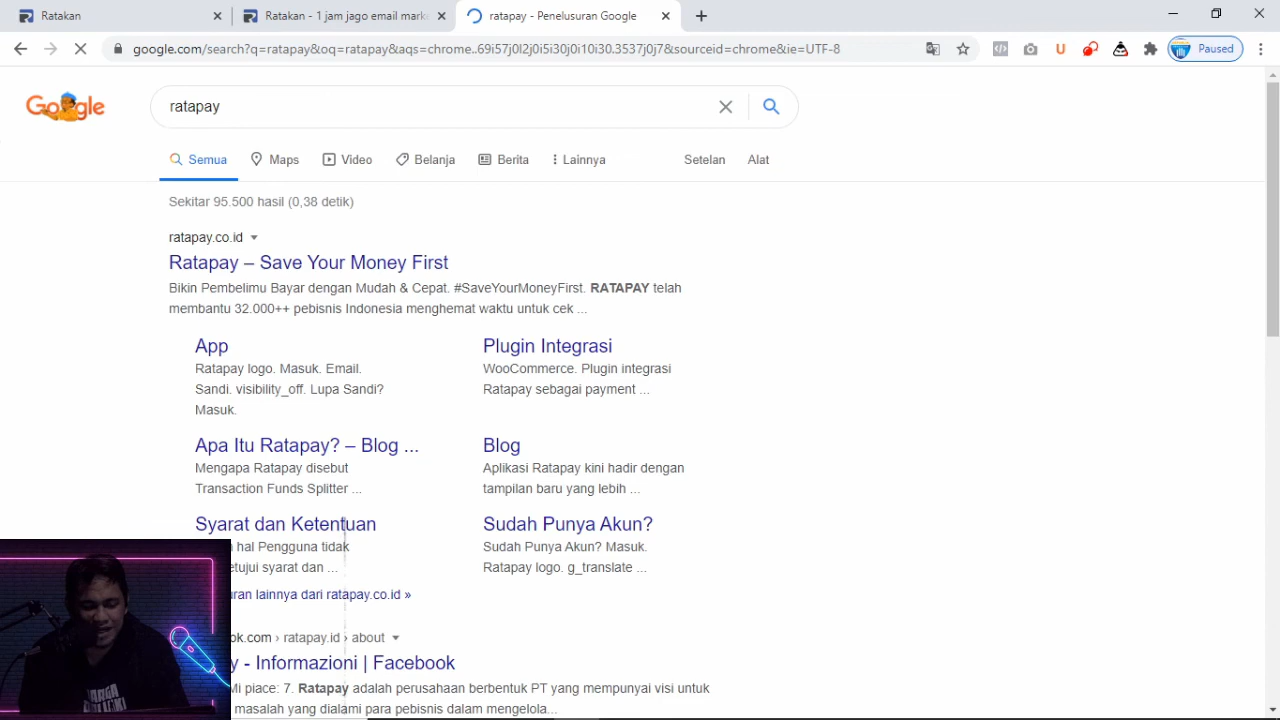 Ratakan
Ratakan - 1 jam jago email mark
ratapay - Penelusuran Google
google.com/search?q=ratapay&oq=ratapay&aqs=chrome..69i57j0l2j0i5i30j0i10i30.3537j0j7&sourceid=chrome&ie=UTF-8
Paused
Google
ratapay
Semua
Maps
Video
Belanja
Berita
Lainnya
Setelan
Alat
Sekitar 95.500 hasil (0,38 detik)
ratapay.co.id
Ratapay – Save Your Money First
Bikin Pembelimu Bayar dengan Mudah & Cepat. #SaveYourMoneyFirst. RATAPAY telah
membantu 32.000++ pebisnis Indonesia menghemat waktu untuk cek ...
App
Ratapay logo. Masuk. Email.
Sandi. visibility_off. Lupa Sandi?
Masuk.
Plugin Integrasi
WooCommerce. Plugin integrasi
Ratapay sebagai payment ...
Apa Itu Ratapay? – Blog ...
Mengapa Ratapay disebut
Transaction Funds Splitter ...
Blog
Aplikasi Ratapay kini hadir dengan
tampilan baru yang lebih ...
Syarat dan Ketentuan
hal Pengguna tidak
etujui syarat dan ...
Sudah Punya Akun?
Sudah Punya Akun? Masuk.
Ratapay logo. g_translate ...
uran lainnya dari ratapay.co.id »
ok.com › ratapay.id › about
y - Informazioni | Facebook
Mi piace: 7. Ratapay adalah perusahaan berbentuk PT yang mempunyai visi untuk
masalah yang dialami para pebisnis dalam mengelola...